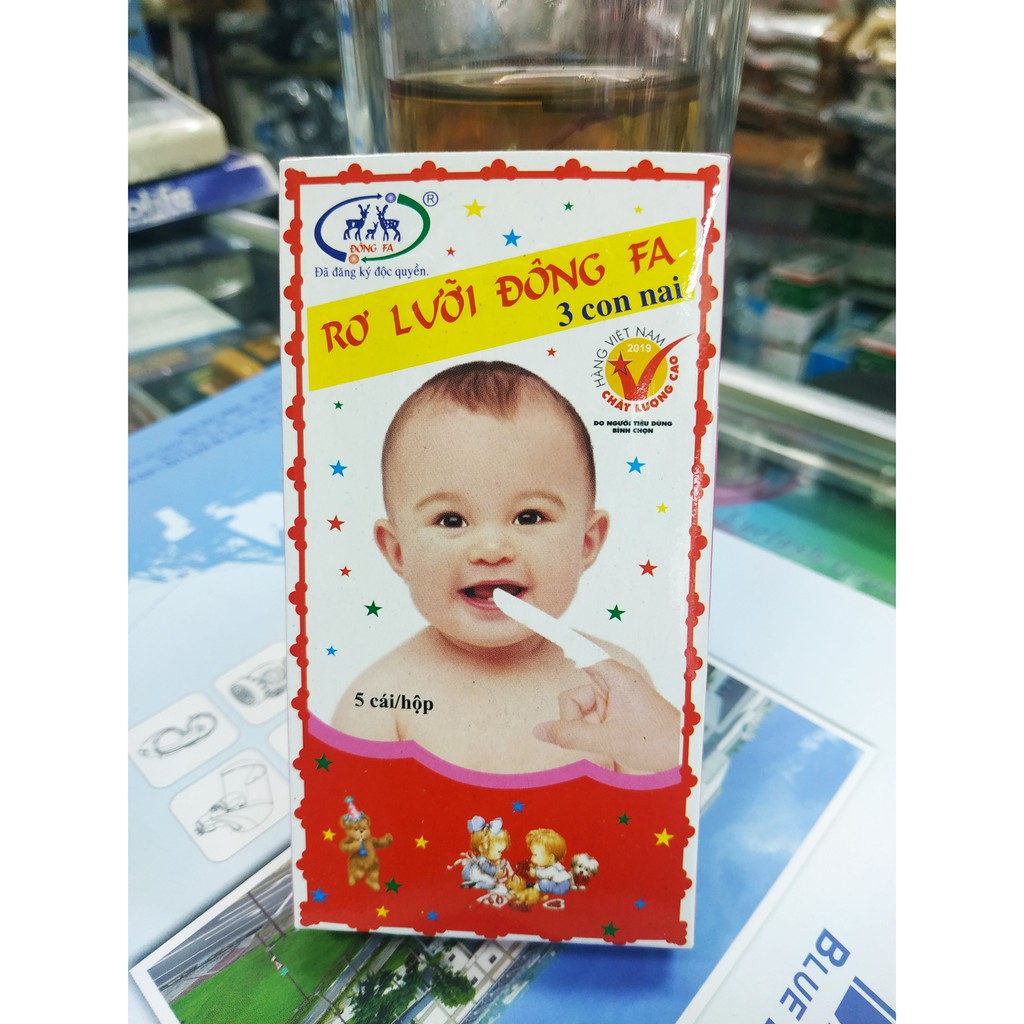 ĐÔNG FA
®
Đã đăng ký độc quyền.
RƠ LƯỠI ĐÔNG FA
3 con nai
HÀNG VIỆT NAM
2019
CHẤT LƯỢNG CAO
DO NGƯỜI TIÊU DÙNG
BÌNH CHỌN
5 cái/hộp
BLUE